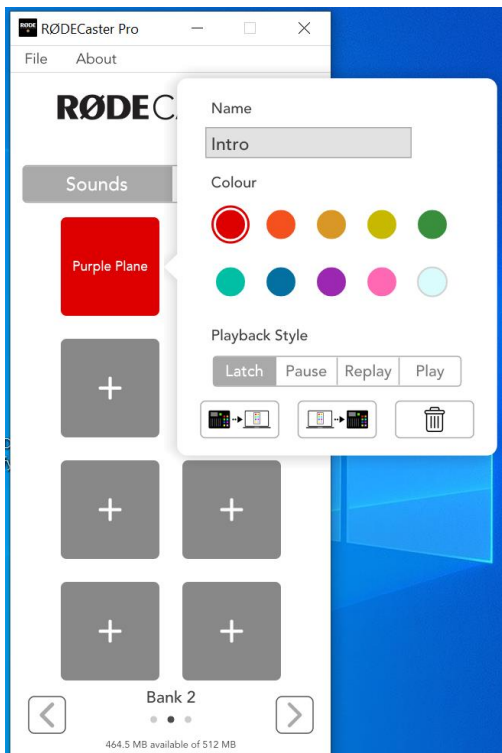 RØDE RØDECaster Pro
File About
RØDEC
Name
Intro
Sounds
Colour
Purple Plane
Playback Style
Latch Pause Replay Play
Bank 2
464.5 MB available of 512 MB